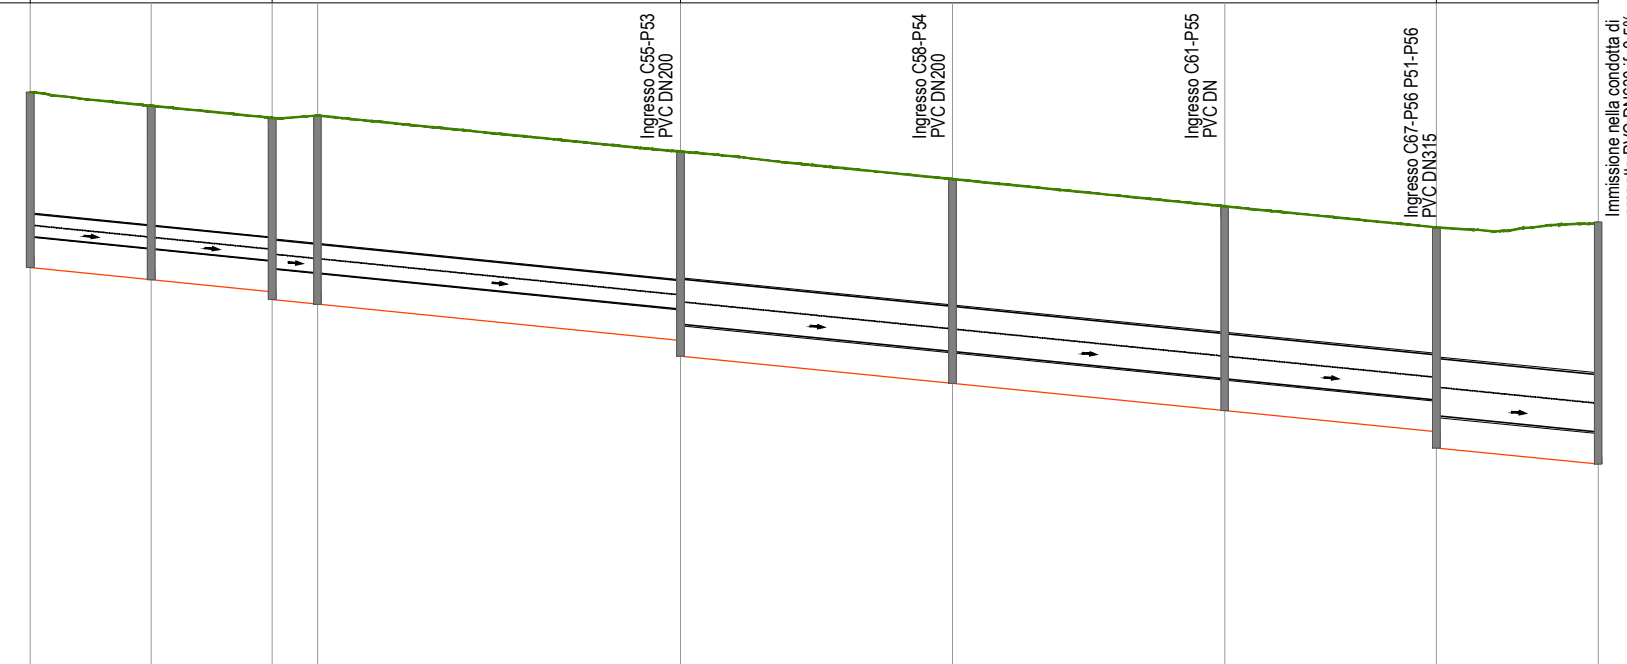 Ingresso C55-P53
PVC DN200
Ingresso C58-P54
PVC DN200
Ingresso C61-P55
PVC DN
Ingresso C67-P56 P51-P56
PVC DN315
Immissione nella condotta di